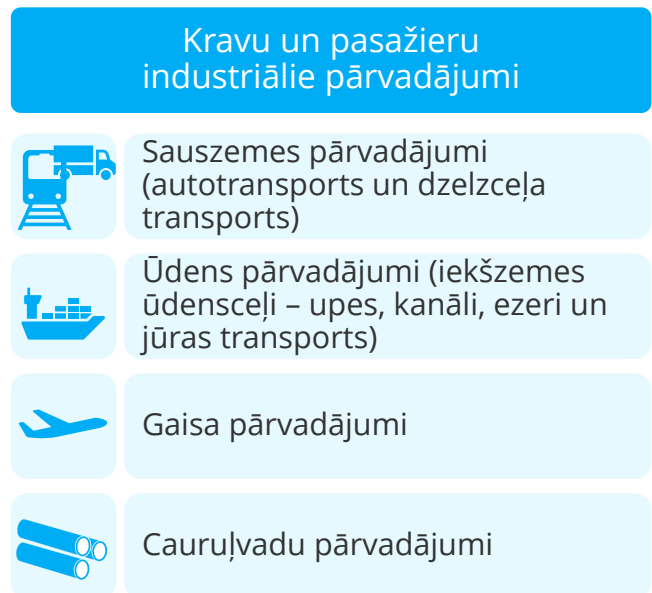 Kravu un pasažieru
industriālie pārvadājumi
Sauszemes pārvadājumi
(autotransports un dzelzceļa
transports)
Ūdens pārvadājumi (iekšzemes
ūdensceļi – upes, kanāli, ezeri un
jūras transports)
Gaisa pārvadājumi
Cauruļvadu pārvadājumi